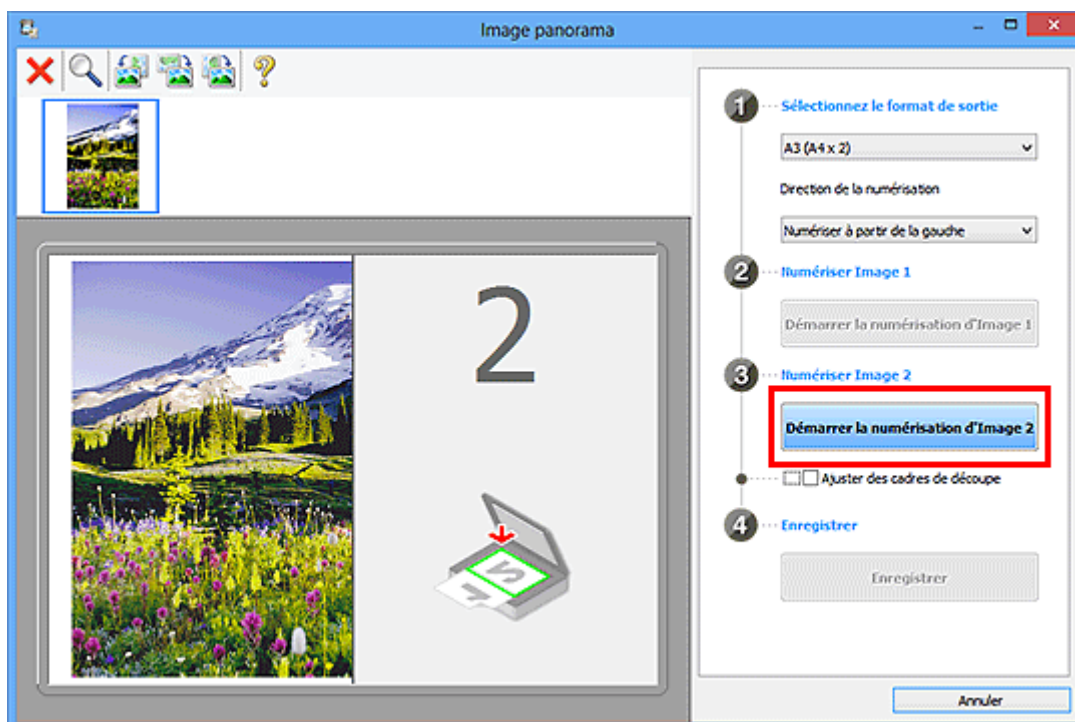 Image panorama
1
Sélectionnez le format de sortie
A3 (A4 x 2)
Direction de la numérisation
Numériser à partir de la gauche
2
Numériser Image 1
Démarrer la numérisation d'Image 1
3
Numériser Image 2
Démarrer la numérisation d'Image 2
Ajuster des cadres de découpe
4
Enregistrer
Enregistrer
Annuler
2
1
2